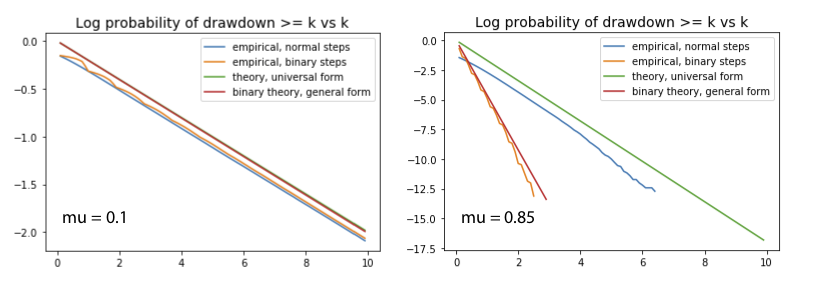 Log probability of drawdown >= k vs k
0.0
−0.5
−1.0
−1.5
−2.0
0
2
4
6
8
10
empirical, normal steps
empirical, binary steps
theory, universal form
binary theory, general form
mu = 0.1
Log probability of drawdown >= k vs k
0.0
−2.5
−5.0
−7.5
−10.0
−12.5
−15.0
−17.5
0
2
4
6
8
10
empirical, normal steps
empirical, binary steps
theory, universal form
binary theory, general form
mu = 0.85